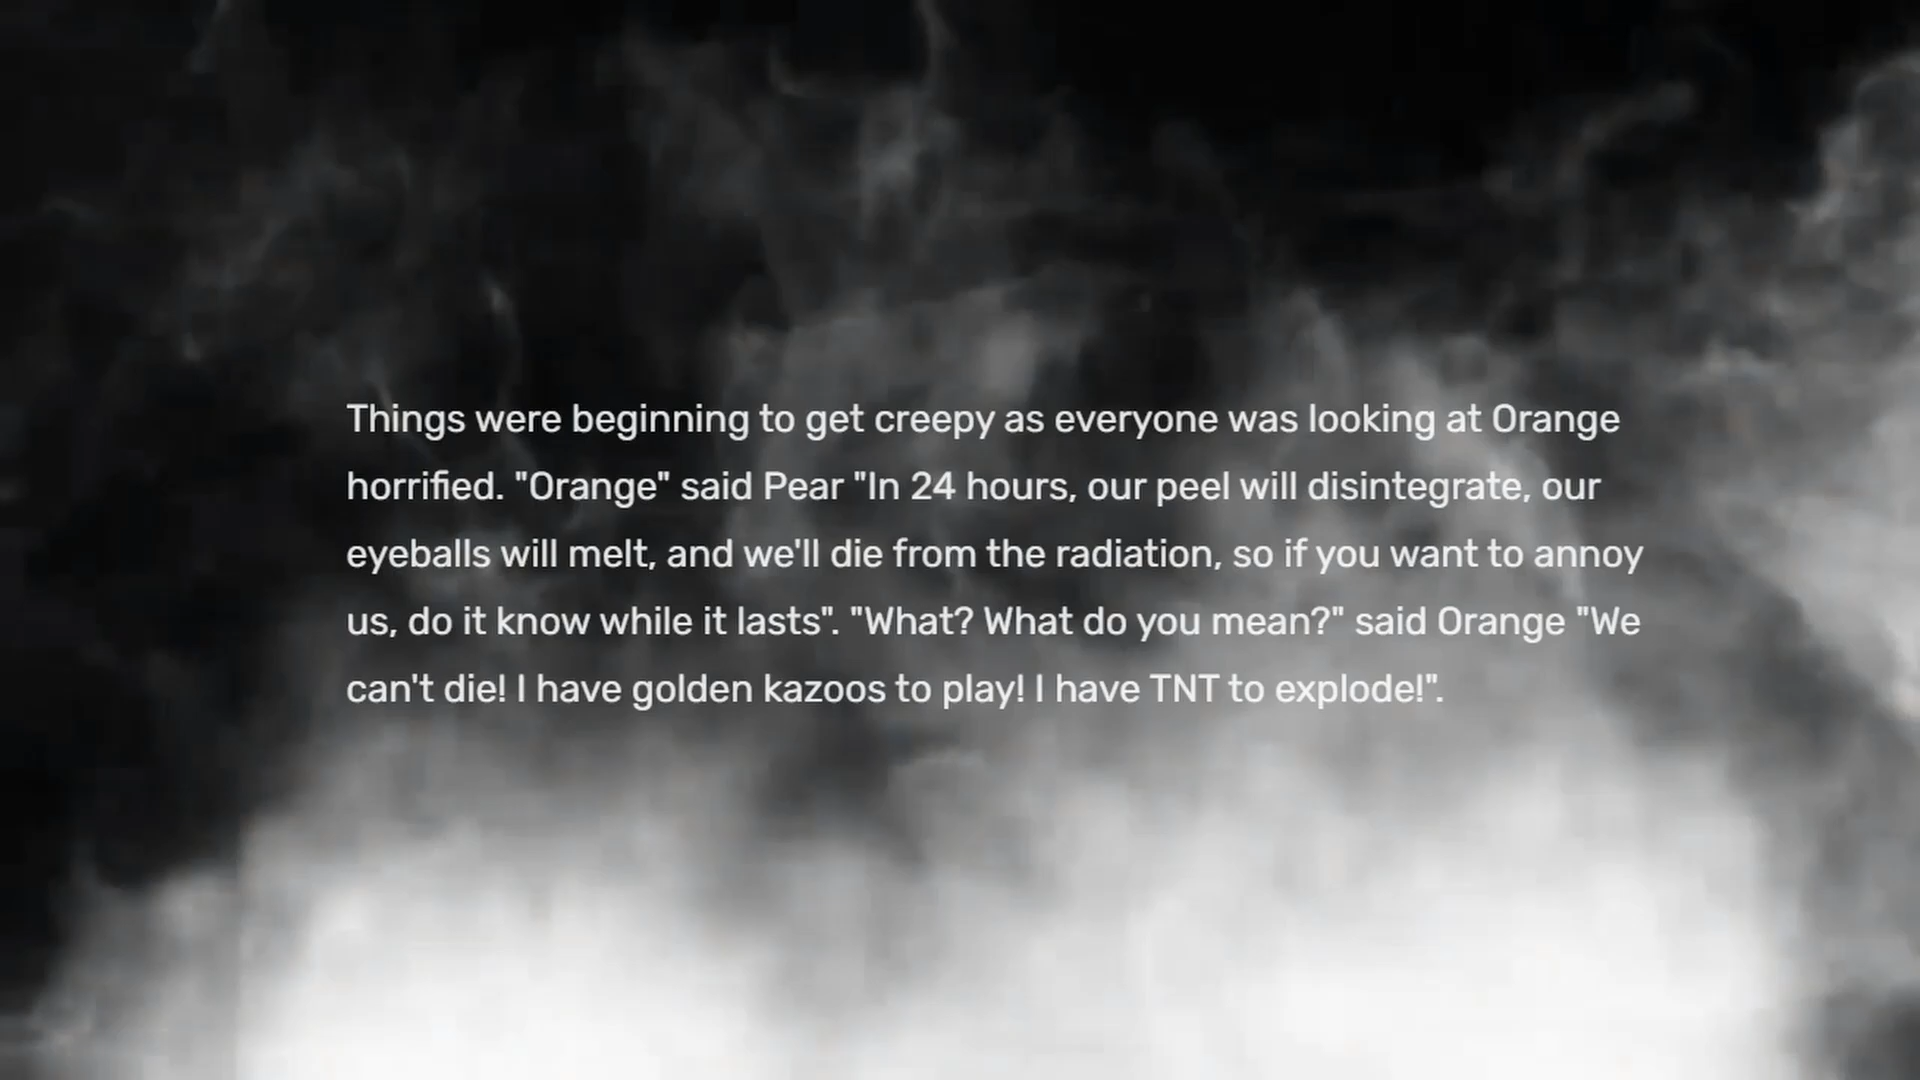 Things were beginning to get creepy as everyone was looking at Orange
horrified. "Orange" said Pear "In 24 hours, our peel will disintegrate, our
eyeballs will melt, and we'll die from the radiation, so if you want to annoy
us, do it know while it lasts". "What? What do you mean?" said Orange "We
can't die! I have golden kazoos to play! I have TNT to explode!".